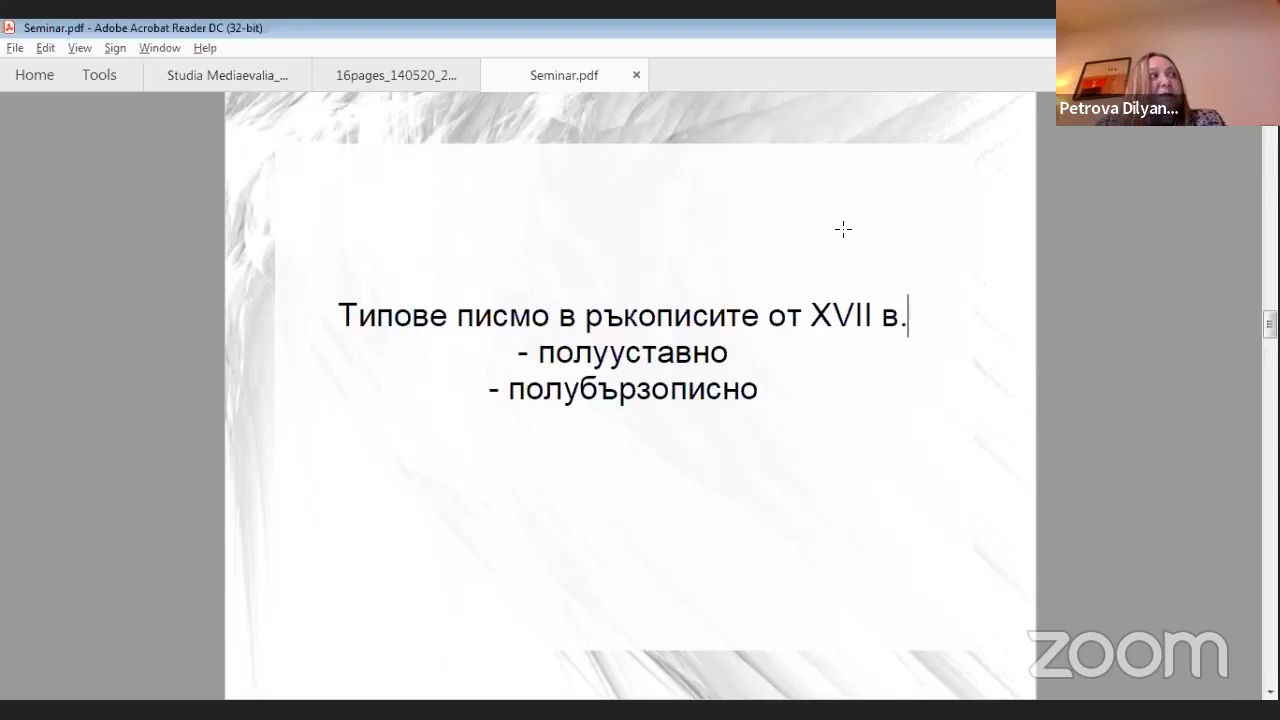 Seminar.pdf - Adobe Acrobat Reader DC (32-bit)
File Edit View Sign Window Help
Home Tools Studia Mediaevalia_... 16pages_140520_2... Seminar.pdf ×
Petrova Dilyan...
Типове писмо в ръкописите от XVII в.
- полууставно
- полубързописно
zoom